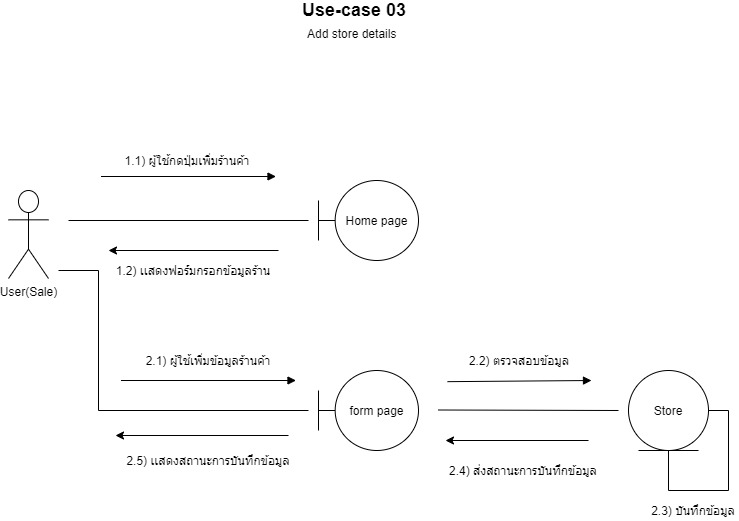 Use-case 03
Add store details
1.1) ผู้ใช้กดปุ่มเพิ่มร้านค้า
Home page
1.2) แสดงฟอร์มกรอกข้อมูลร้าน
User(Sale)
2.1) ผู้ใช้เพิ่มข้อมูลร้านค้า
2.2) ตรวจสอบข้อมูล
form page
Store
2.5) แสดงสถานะการบันทึกข้อมูล
2.4) ส่งสถานะการบันทึกข้อมูล
2.3) บันทึกข้อมูล